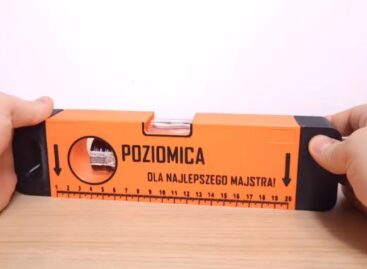 POZIOMICA
DLA NAJLEPSZEGO MAJSTRA!
1 2 3 4 5 6 7 8 9 10 11 12 13 14 15 16 17 18 19 20